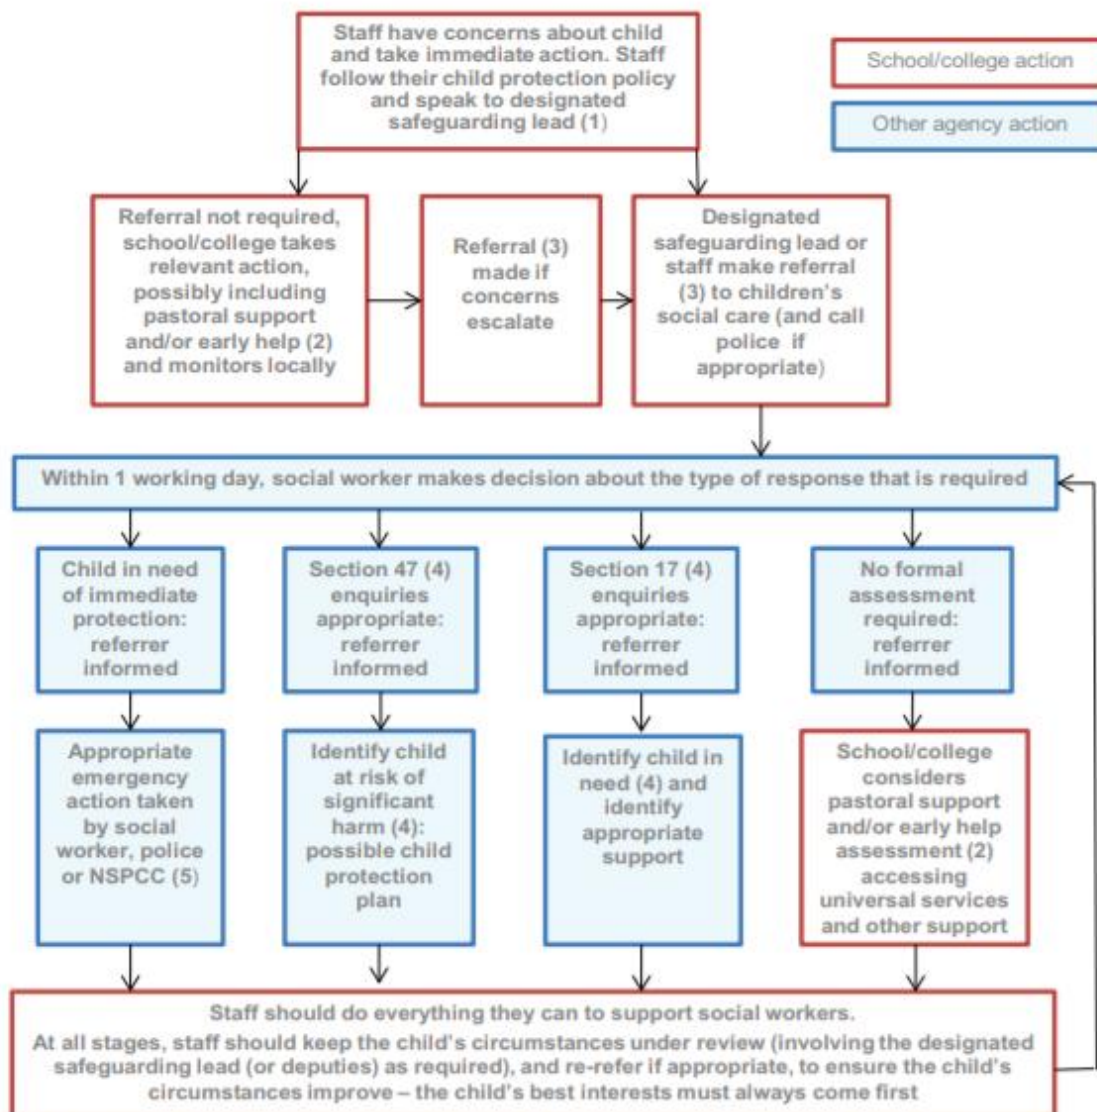 Staff have concerns about child
and take immediate action. Staff
follow their child protection policy
and speak to designated
safeguarding lead (1)
School/college action
Other agency action
Referral not required,
school/college takes
relevant action,
possibly including
pastoral support
and/or early help (2)
and monitors locally
Referral (3)
made if
concerns
escalate
Designated
safeguarding lead or
staff make referral
(3) to children's
social care (and call
police if
appropriate)
Within 1 working day, social worker makes decision about the type of response that is required
Child in need
of immediate
protection:
referrer
informed
Section 47 (4)
enquiries
appropriate:
referrer
informed
Section 17 (4)
enquiries
appropriate:
referrer
informed
No formal
assessment
required:
referrer
informed
Appropriate
emergency
action taken
by social
worker, police
or NSPCC (5)
Identify child
at risk of
significant
harm (4):
possible child
protection
plan
Identify child in
need (4) and
identify
appropriate
support
School/college
considers
pastoral support
and/or early help
assessment (2)
accessing
universal services
and other support
Staff should do everything they can to support social workers.
At all stages, staff should keep the child's circumstances under review (involving the designated
safeguarding lead (or deputies) as required), and re-refer if appropriate, to ensure the child's
circumstances improve – the child's best interests must always come first